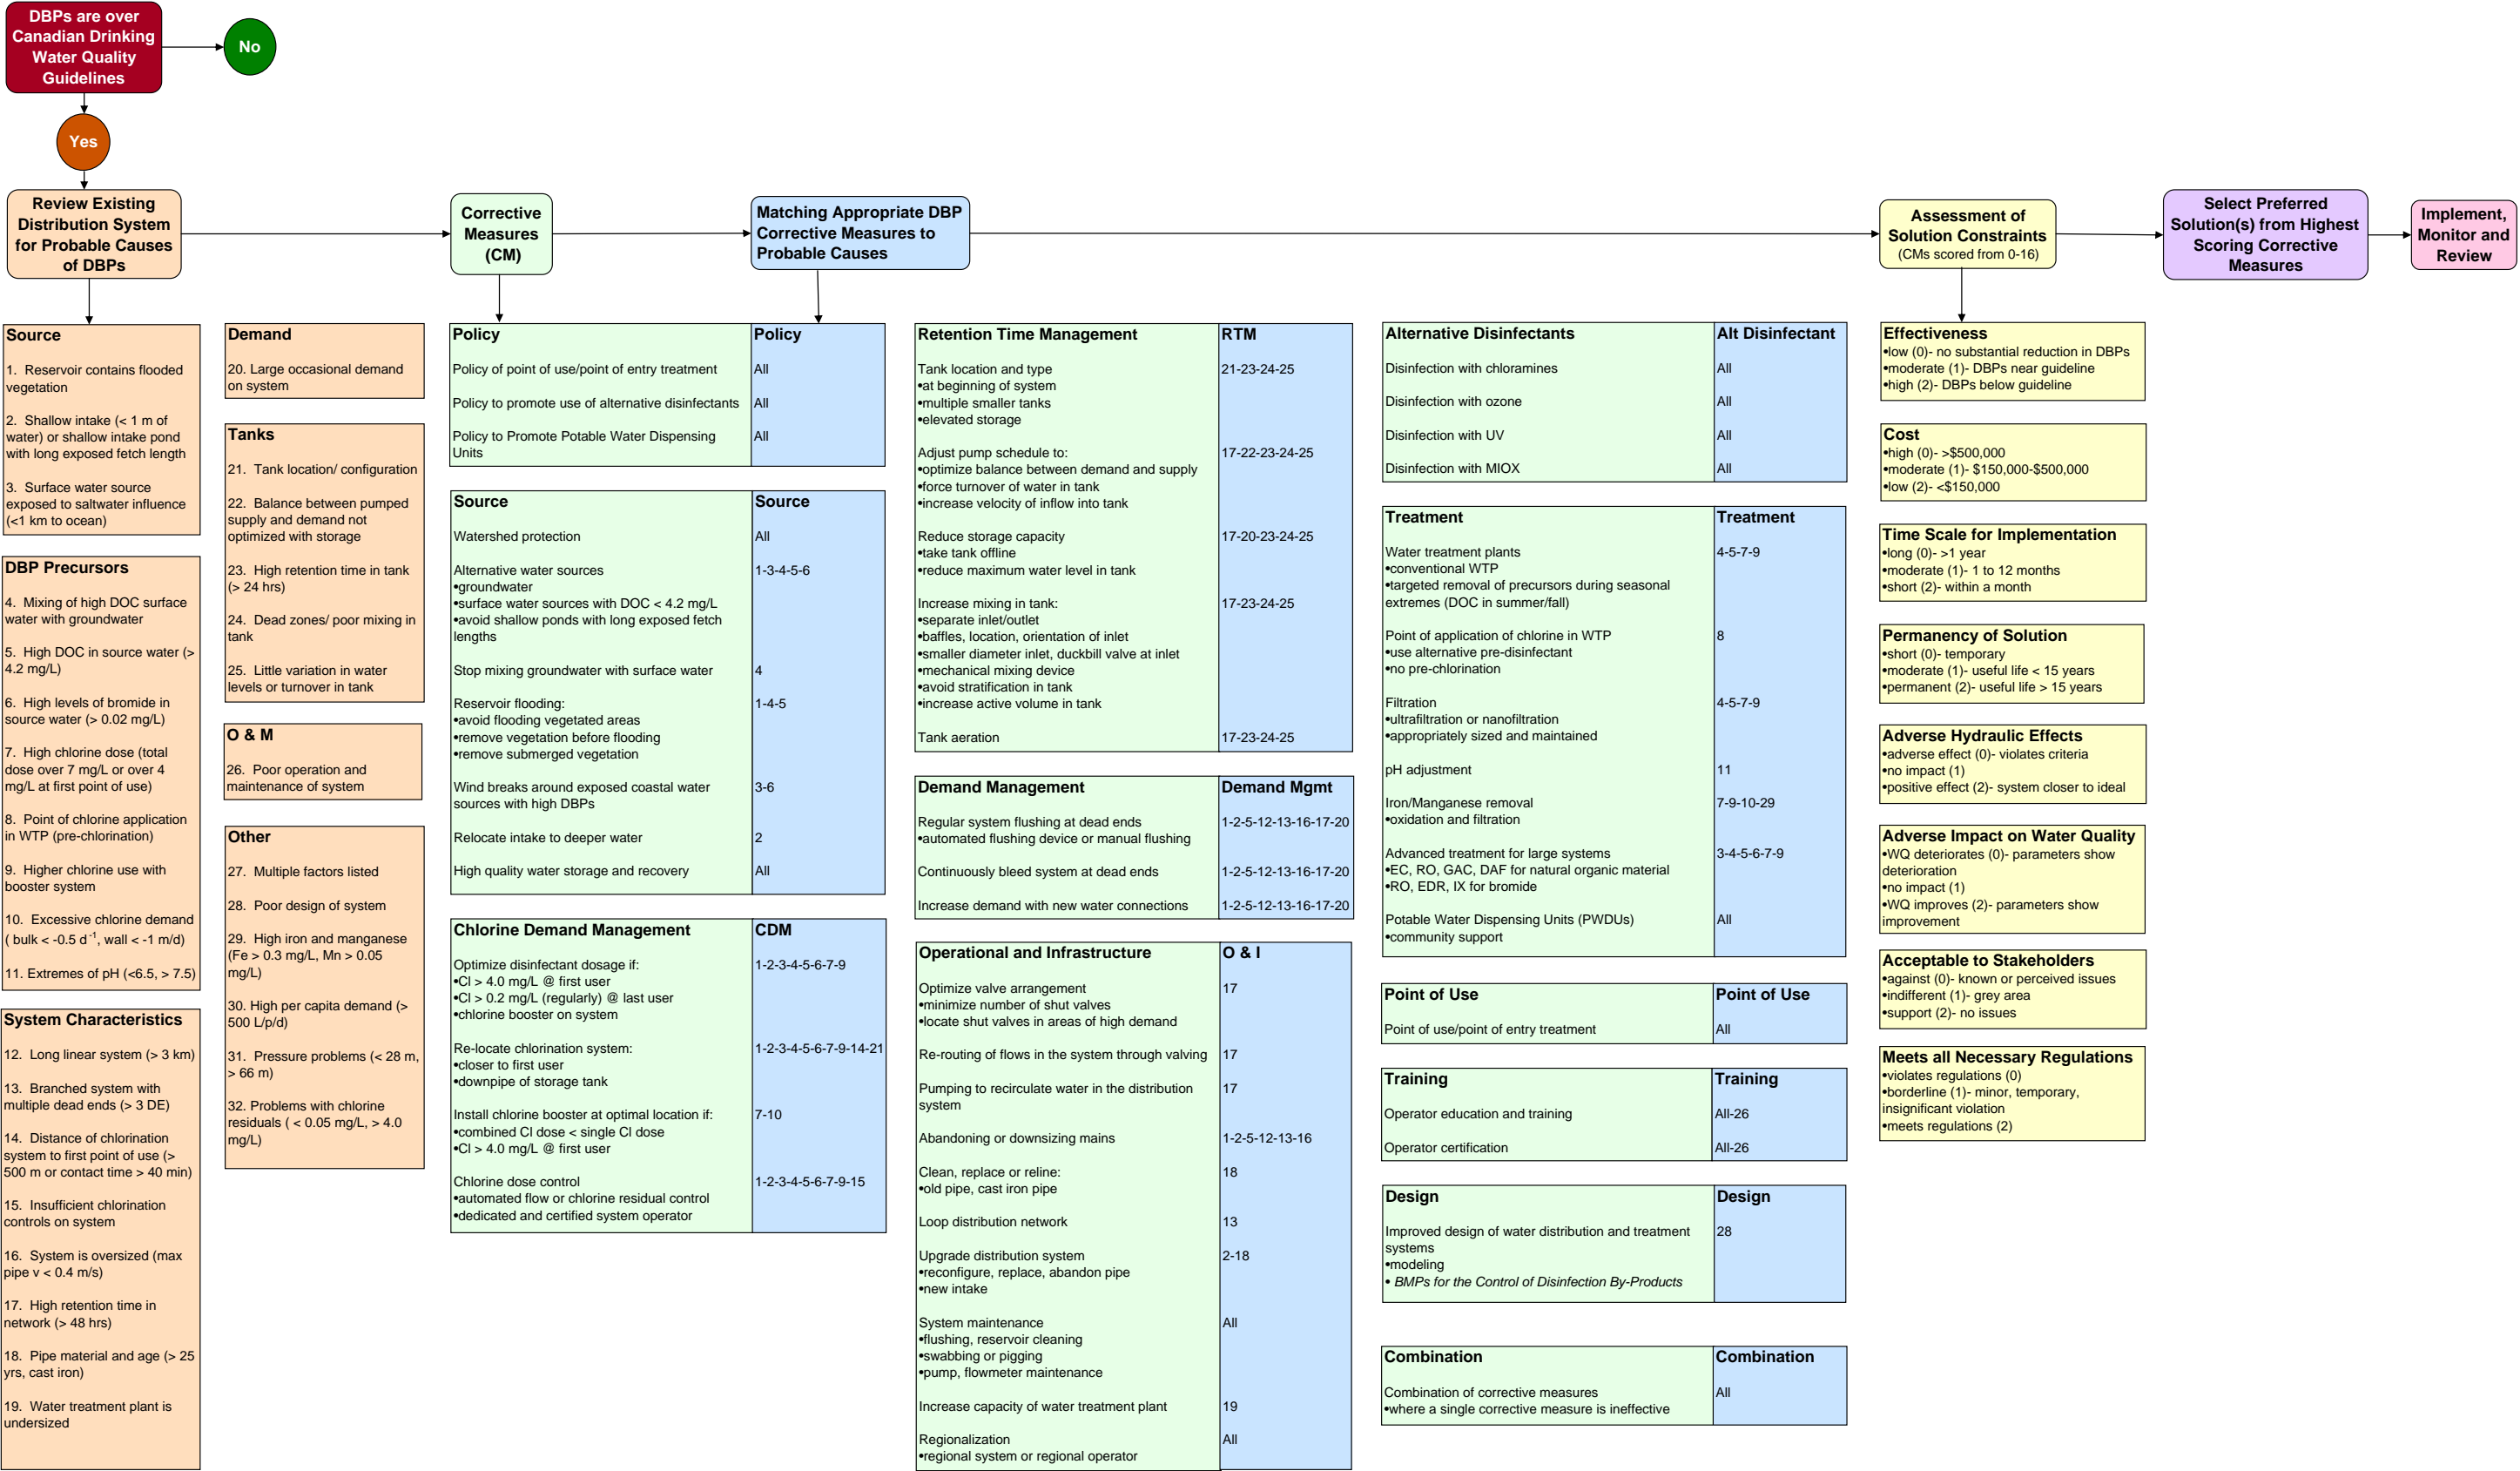 DBPs are over
Canadian Drinking
Water Quality
Guidelines
No
Yes
Review Existing
Distribution System
for Probable Causes
of DBPs
Corrective
Measures
(CM)
Matching Appropriate DBP
Corrective Measures to
Probable Causes
Assessment of
Solution Constraints
(CMs scored from 0-16)
Select Preferred
Solution(s) from Highest
Scoring Corrective
Measures
Implement,
Monitor and
Review
Source
1. Reservoir contains flooded
vegetation
2. Shallow intake (< 1 m of
water) or shallow intake pond
with long exposed fetch length
3. Surface water source
exposed to saltwater influence
(<1 km to ocean)
DBP Precursors
4. Mixing of high DOC surface
water with groundwater
5. High DOC in source water (>
4.2 mg/L)
6. High levels of bromide in
source water (> 0.02 mg/L)
7. High chlorine dose (total
dose over 7 mg/L or over 4
mg/L at first point of use)
8. Point of chlorine application
in WTP (pre-chlorination)
9. Higher chlorine use with
booster system
10. Excessive chlorine demand
( bulk < -0.5 d-1, wall < -1 m/d)
11. Extremes of pH (<6.5, > 7.5)
System Characteristics
12. Long linear system (> 3 km)
13. Branched system with
multiple dead ends (> 3 DE)
14. Distance of chlorination
system to first point of use (>
500 m or contact time > 40 min)
15. Insufficient chlorination
controls on system
16. System is oversized (max
pipe v < 0.4 m/s)
17. High retention time in
network (> 48 hrs)
18. Pipe material and age (> 25
yrs, cast iron)
19. Water treatment plant is
undersized
Demand
20. Large occasional demand
on system
Tanks
21. Tank location/ configuration
22. Balance between pumped
supply and demand not
optimized with storage
23. High retention time in tank
(> 24 hrs)
24. Dead zones/ poor mixing in
tank
25. Little variation in water
levels or turnover in tank
O & M
26. Poor operation and
maintenance of system
Other
27. Multiple factors listed
28. Poor design of system
29. High iron and manganese
(Fe > 0.3 mg/L, Mn > 0.05
mg/L)
30. High per capita demand (>
500 L/p/d)
31. Pressure problems (< 28 m,
> 66 m)
32. Problems with chlorine
residuals ( < 0.05 mg/L, > 4.0
mg/L)
Policy Policy
Policy of point of use/point of entry treatment All
Policy to promote use of alternative disinfectants All
Policy to Promote Potable Water Dispensing All
Units
Source Source
Watershed protection All
Alternative water sources 1-3-4-5-6
•groundwater
•surface water sources with DOC < 4.2 mg/L
•avoid shallow ponds with long exposed fetch
lengths
Stop mixing groundwater with surface water 4
Reservoir flooding: 1-4-5
•avoid flooding vegetated areas
•remove vegetation before flooding
•remove submerged vegetation
Wind breaks around exposed coastal water 3-6
sources with high DBPs
Relocate intake to deeper water 2
High quality water storage and recovery All
Chlorine Demand Management CDM
Optimize disinfectant dosage if: 1-2-3-4-5-6-7-9
•Cl > 4.0 mg/L @ first user
•Cl > 0.2 mg/L (regularly) @ last user
•chlorine booster on system
Re-locate chlorination system: 1-2-3-4-5-6-7-9-14-21
•closer to first user
•downpipe of storage tank
Install chlorine booster at optimal location if: 7-10
•combined Cl dose < single Cl dose
•Cl > 4.0 mg/L @ first user
Chlorine dose control 1-2-3-4-5-6-7-9-15
•automated flow or chlorine residual control
•dedicated and certified system operator
Retention Time Management RTM
Tank location and type 21-23-24-25
•at beginning of system
•multiple smaller tanks
•elevated storage
Adjust pump schedule to: 17-22-23-24-25
•optimize balance between demand and supply
•force turnover of water in tank
•increase velocity of inflow into tank
Reduce storage capacity 17-20-23-24-25
•take tank offline
•reduce maximum water level in tank
Increase mixing in tank: 17-23-24-25
•separate inlet/outlet
•baffles, location, orientation of inlet
•smaller diameter inlet, duckbill valve at inlet
•mechanical mixing device
•avoid stratification in tank
•increase active volume in tank
Tank aeration 17-23-24-25
Demand Management Demand Mgmt
Regular system flushing at dead ends 1-2-5-12-13-16-17-20
•automated flushing device or manual flushing
Continuously bleed system at dead ends 1-2-5-12-13-16-17-20
Increase demand with new water connections 1-2-5-12-13-16-17-20
Operational and Infrastructure O & I
Optimize valve arrangement 17
•minimize number of shut valves
•locate shut valves in areas of high demand
Re-routing of flows in the system through valving 17
Pumping to recirculate water in the distribution 17
system
Abandoning or downsizing mains 1-2-5-12-13-16
Clean, replace or reline: 18
•old pipe, cast iron pipe
Loop distribution network 13
Upgrade distribution system 2-18
•reconfigure, replace, abandon pipe
•new intake
System maintenance All
•flushing, reservoir cleaning
•swabbing or pigging
•pump, flowmeter maintenance
Increase capacity of water treatment plant 19
Regionalization All
•regional system or regional operator
Alternative Disinfectants Alt Disinfectant
Disinfection with chloramines All
Disinfection with ozone All
Disinfection with UV All
Disinfection with MIOX All
Treatment Treatment
Water treatment plants 4-5-7-9
•conventional WTP
•targeted removal of precursors during seasonal
extremes (DOC in summer/fall)
Point of application of chlorine in WTP 8
•use alternative pre-disinfectant
•no pre-chlorination
Filtration 4-5-7-9
•ultrafiltration or nanofiltration
•appropriately sized and maintained
pH adjustment 11
Iron/Manganese removal 7-9-10-29
•oxidation and filtration
Advanced treatment for large systems 3-4-5-6-7-9
•EC, RO, GAC, DAF for natural organic material
•RO, EDR, IX for bromide
Potable Water Dispensing Units (PWDUs) All
•community support
Point of Use Point of Use
Point of use/point of entry treatment All
Training Training
Operator education and training All-26
Operator certification All-26
Design Design
Improved design of water distribution and treatment 28
systems
•modeling
• BMPs for the Control of Disinfection By-Products
Combination Combination
Combination of corrective measures All
•where a single corrective measure is ineffective
Effectiveness
•low (0)- no substantial reduction in DBPs
•moderate (1)- DBPs near guideline
•high (2)- DBPs below guideline
Cost
•high (0)- >$500,000
•moderate (1)- $150,000-$500,000
•low (2)- <$150,000
Time Scale for Implementation
•long (0)- >1 year
•moderate (1)- 1 to 12 months
•short (2)- within a month
Permanency of Solution
•short (0)- temporary
•moderate (1)- useful life < 15 years
•permanent (2)- useful life > 15 years
Adverse Hydraulic Effects
•adverse effect (0)- violates criteria
•no impact (1)
•positive effect (2)- system closer to ideal
Adverse Impact on Water Quality
•WQ deteriorates (0)- parameters show
deterioration
•no impact (1)
•WQ improves (2)- parameters show
improvement
Acceptable to Stakeholders
•against (0)- known or perceived issues
•indifferent (1)- grey area
•support (2)- no issues
Meets all Necessary Regulations
•violates regulations (0)
•borderline (1)- minor, temporary,
insignificant violation
•meets regulations (2)